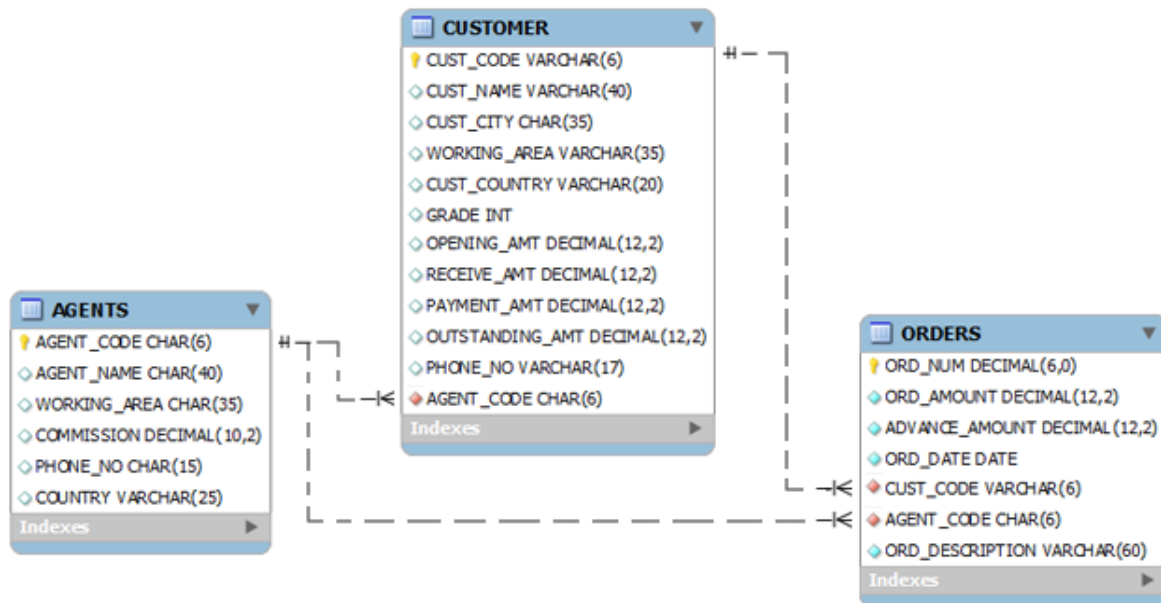 CUSTOMER
CUST_CODE VARCHAR(6)
CUST_NAME VARCHAR(40)
CUST_CITY CHAR(35)
WORKING_AREA VARCHAR(35)
CUST_COUNTRY VARCHAR(20)
GRADE INT
OPENING_AMT DECIMAL(12,2)
RECEIVE_AMT DECIMAL(12,2)
PAYMENT_AMT DECIMAL(12,2)
OUTSTANDING_AMT DECIMAL(12,2)
PHONE_NO VARCHAR(17)
AGENT_CODE CHAR(6)
Indexes
AGENTS
AGENT_CODE CHAR(6)
AGENT_NAME CHAR(40)
WORKING_AREA CHAR(35)
COMMISSION DECIMAL(10,2)
PHONE_NO CHAR(15)
COUNTRY VARCHAR(25)
Indexes
ORDERS
ORD_NUM DECIMAL(6,0)
ORD_AMOUNT DECIMAL(12,2)
ADVANCE_AMOUNT DECIMAL(12,2)
ORD_DATE DATE
CUST_CODE VARCHAR(6)
AGENT_CODE CHAR(6)
ORD_DESCRIPTION VARCHAR(60)
Indexes